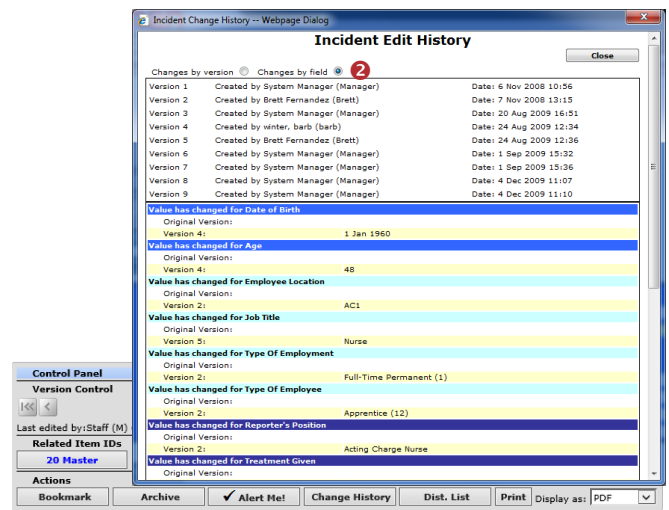 Incident Change History -- Webpage Dialog
Incident Edit History
Close
Changes by version Changes by field 2
Version 1 Created by System Manager (Manager) Date: 6 Nov 2008 10:56
Version 2 Created by Brett Fernandez (Brett) Date: 7 Nov 2008 13:15
Version 3 Created by System Manager (Manager) Date: 20 Aug 2009 16:51
Version 4 Created by winter, barb (barb) Date: 24 Aug 2009 12:34
Version 5 Created by Brett Fernandez (Brett) Date: 24 Aug 2009 12:36
Version 6 Created by System Manager (Manager) Date: 1 Sep 2009 15:32
Version 7 Created by System Manager (Manager) Date: 1 Sep 2009 15:36
Version 8 Created by System Manager (Manager) Date: 4 Dec 2009 11:07
Version 9 Created by System Manager (Manager) Date: 4 Dec 2009 11:10
Value has changed for Date of Birth
Original Version:
Version 4: 1 Jan 1960
Value has changed for Age
Original Version:
Version 4: 48
Value has changed for Employee Location
Original Version:
Version 2: AC1
Value has changed for Job Title
Original Version:
Version 5: Nurse
Value has changed for Type Of Employment
Original Version:
Version 2: Full-Time Permanent (1)
Value has changed for Type Of Employee
Original Version:
Version 2: Apprentice (12)
Value has changed for Reporter's Position
Original Version:
Version 2: Acting Charge Nurse
Value has changed for Treatment Given
Original Version:
Control Panel
Version Control
Last edited by:Staff (M)
Related Item IDs
20 Master
Actions
Bookmark Archive Alert Me! Change History Dist. List Print Display as: PDF